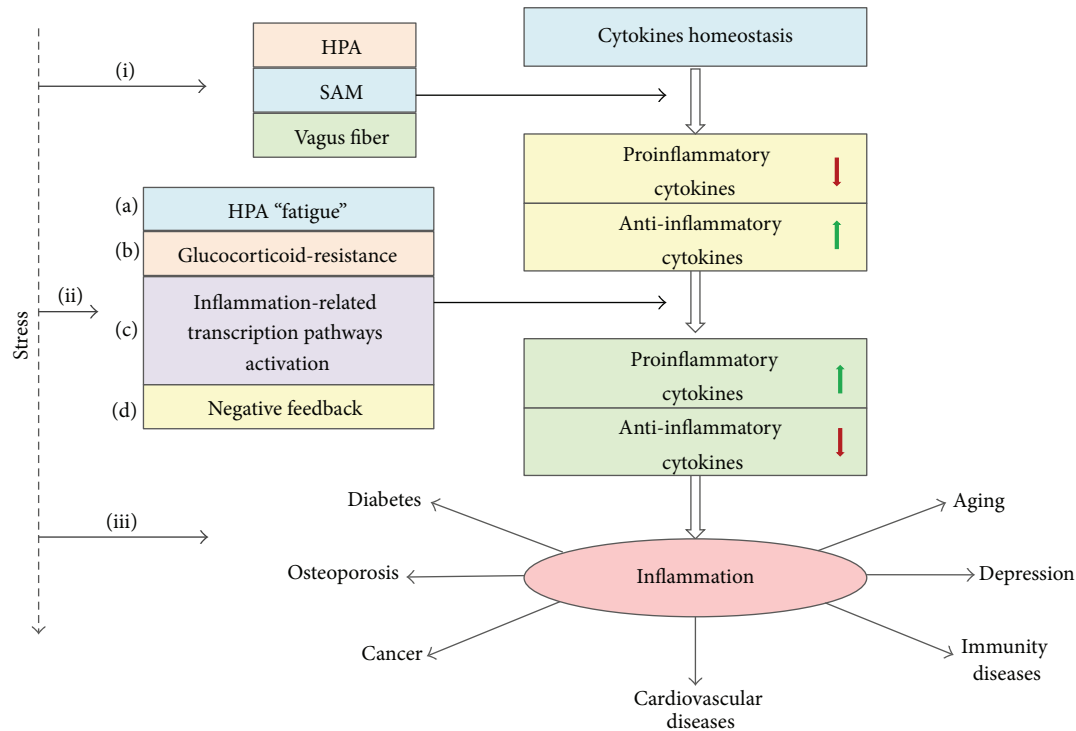 Cytokines homeostasis
HPA
(i)
SAM
Vagus fiber
Proinflammatory
cytokines
Anti-inflammatory
cytokines
Stress
(a)
HPA “fatigue”
(b)
Glucocorticoid-resistance
(ii)
(c)
Inflammation-related
transcription pathways
activation
(d)
Negative feedback
Proinflammatory
cytokines
Anti-inflammatory
cytokines
(iii)
Diabetes
Aging
Osteoporosis
Inflammation
Depression
Cancer
Immunity
diseases
Cardiovascular
diseases